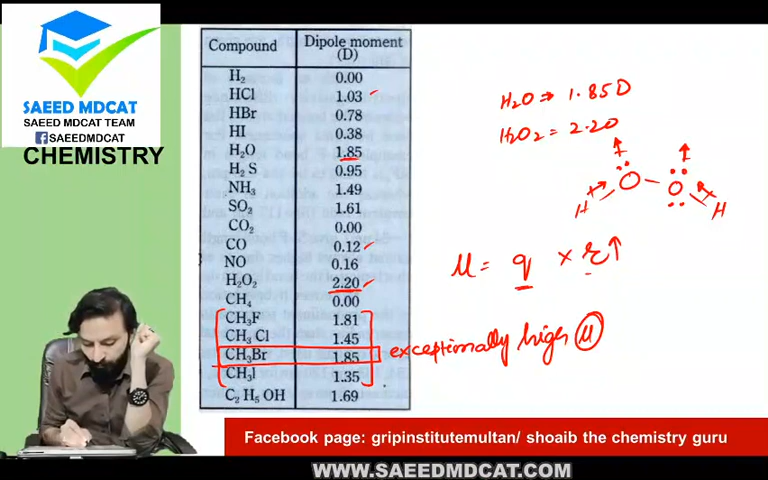 SAEED MDCAT
SAEED MDCAT TEAM
f SAEEDMDCAT
CHEMISTRY
Compound Dipole moment (D)
H₂ 0.00
HCl 1.03
HBr 0.78
HI 0.38
H₂O 1.85
H₂S 0.95
NH₃ 1.49
SO₂ 1.61
CO₂ 0.00
CO 0.12
NO 0.16
H₂O₂ 2.20
CH₄ 0.00
CH₃F 1.81
CH₃Cl 1.45
CH₃Br 1.85
CH₃I 1.35
C₂H₅OH 1.69
H₂O ⇒ 1.85D
H₂O₂ = 2.20
O — O
H H
μ = q × r↑
exceptionally higer μ
Facebook page: gripinstitutemultan/ shoaib the chemistry guru
WWW.SAEEDMDCAT.COM